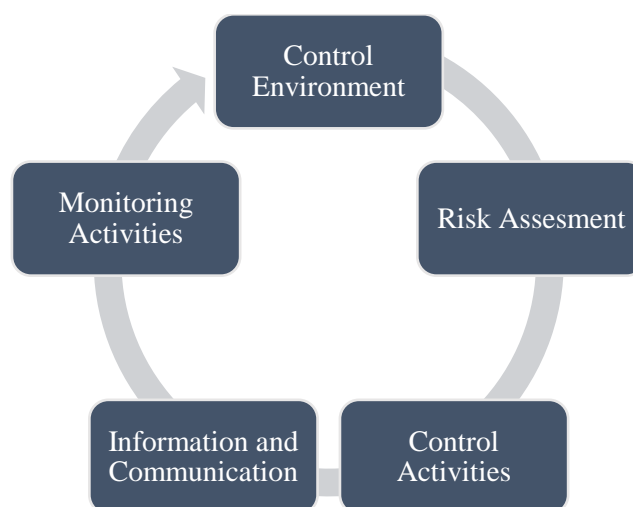 Control
Environment
Risk Assesment
Control
Activities
Information and
Communication
Monitoring
Activities